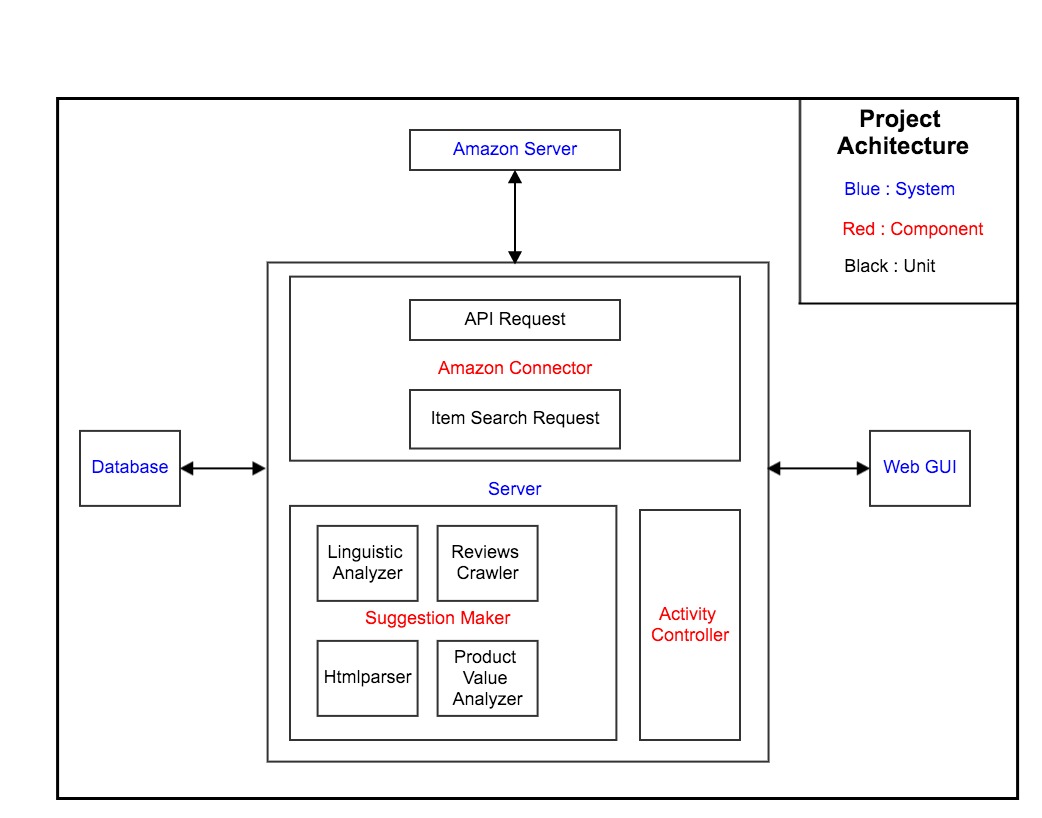 Project
Achitecture
Blue : System
Red : Component
Black : Unit
Amazon Server
API Request
Amazon Connector
Item Search Request
Database
Web GUI
Server
Linguistic
Analyzer
Reviews
Crawler
Suggestion Maker
Htmlparser
Product
Value
Analyzer
Activity
Controller